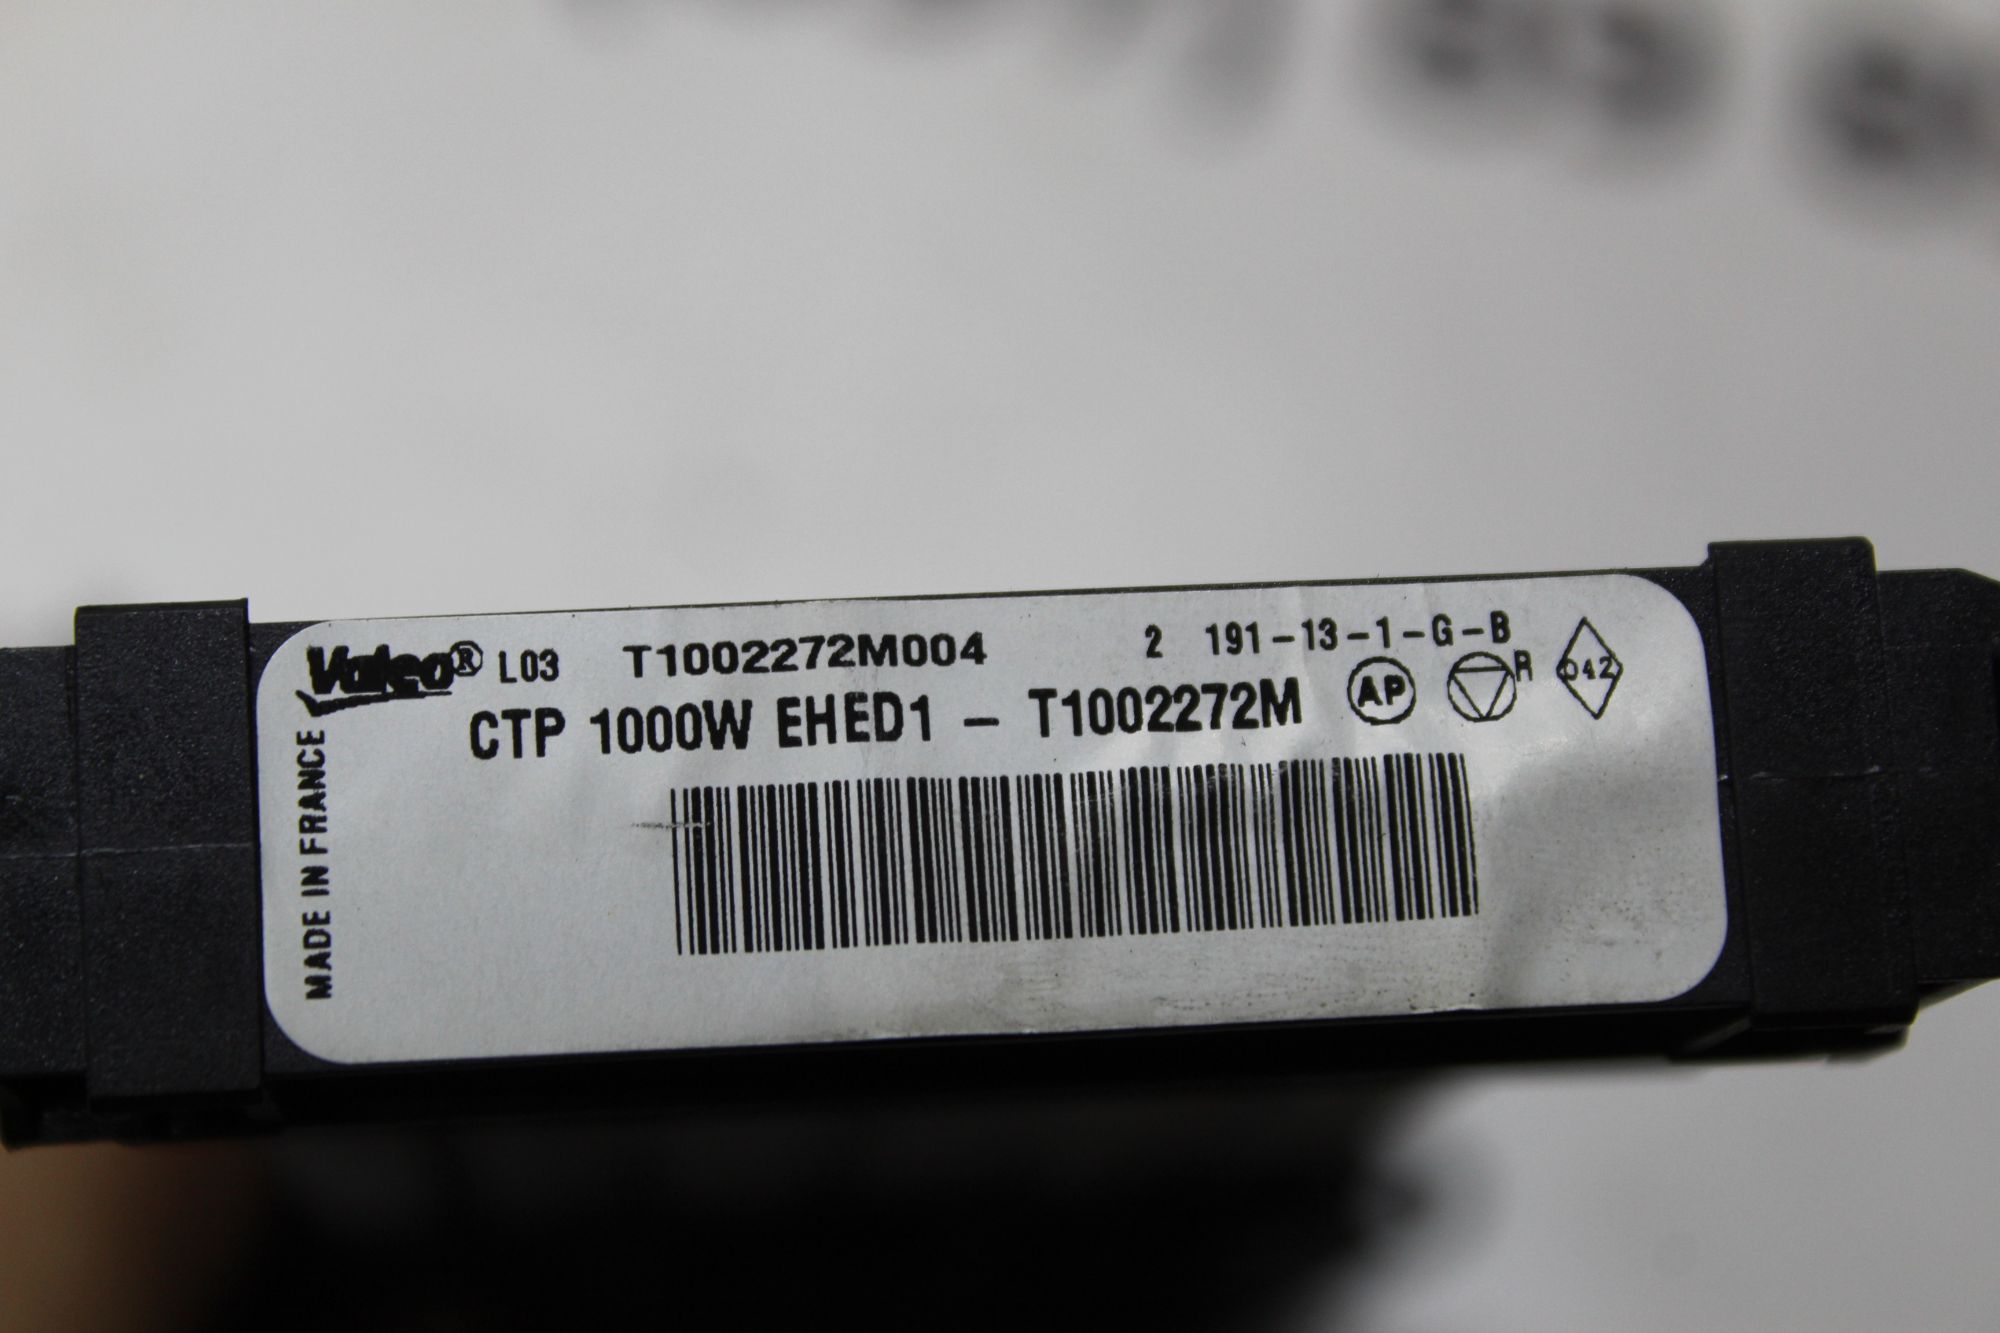 Valeo® L03 T1002272M004 2 191-13-1-G-B
CTP 1000W EHED1 - T1002272M AP R 042
MADE IN FRANCE